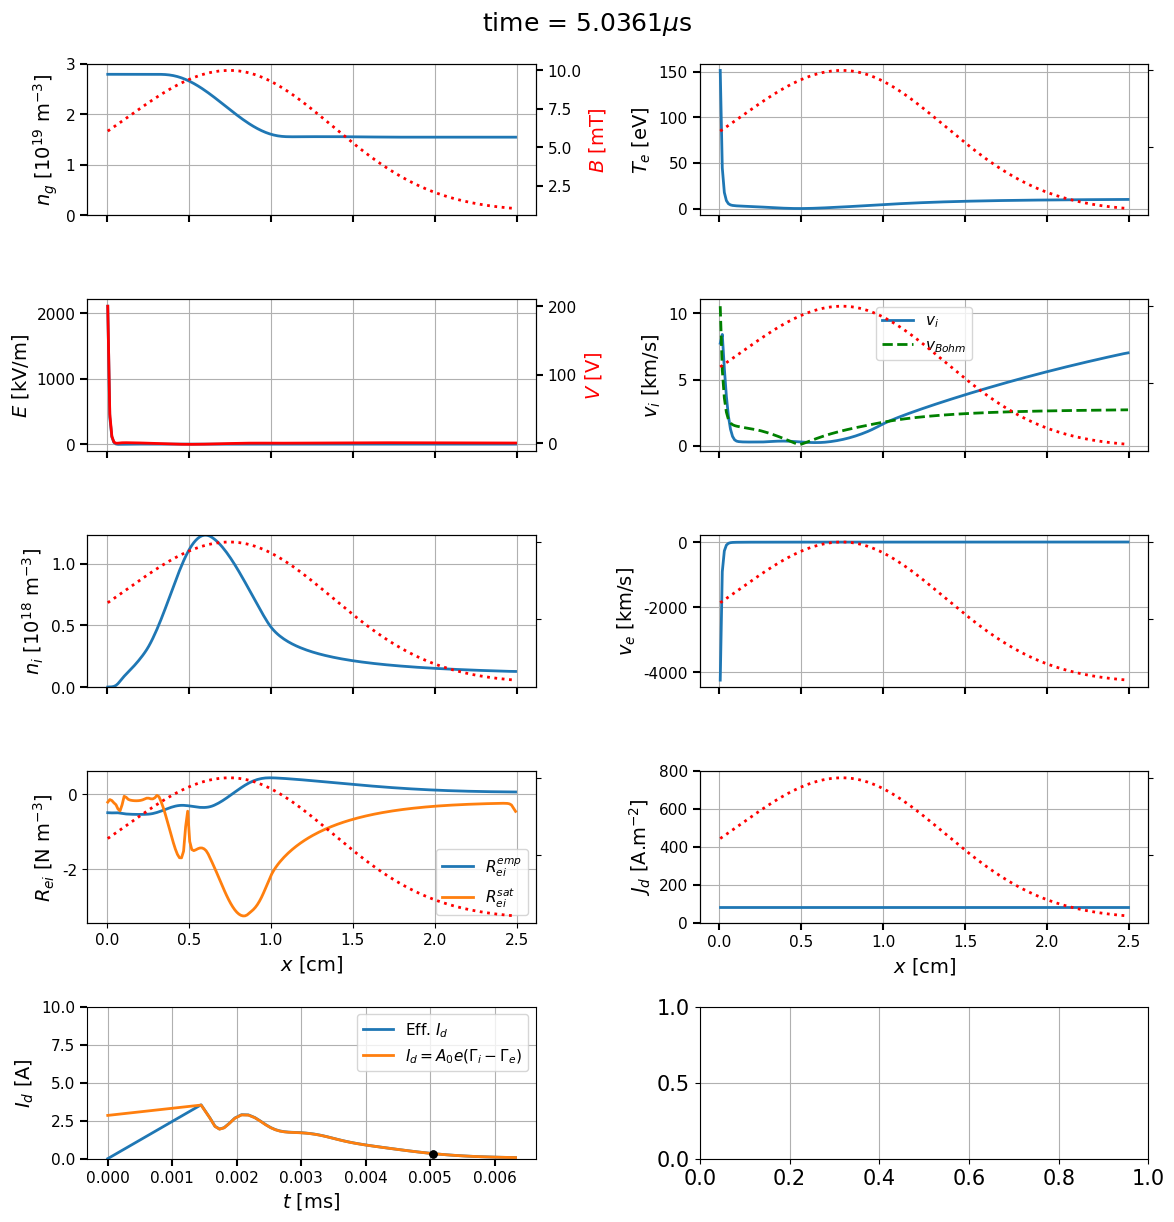 time = 5.0361μs
3
2
1
0
n_g [10^19 m^−3]
10.0
7.5
5.0
2.5
B [mT]
150
100
50
0
T_e [eV]
2000
1000
0
E [kV/m]
200
100
0
V [V]
10
5
0
v_i [km/s]
v_i
v_Bohm
1.0
0.5
0.0
n_i [10^18 m^−3]
0
-2000
-4000
v_e [km/s]
0
-2
R_ei [N m^−3]
R_ei^emp
R_ei^sat
0.0 0.5 1.0 1.5 2.0 2.5
x [cm]
800
600
400
200
0
J_d [A.m^−2]
0.0 0.5 1.0 1.5 2.0 2.5
x [cm]
10.0
7.5
5.0
2.5
0.0
I_d [A]
Eff. I_d
I_d = A_0e(Γ_i − Γ_e)
0.000 0.001 0.002 0.003 0.004 0.005 0.006
t [ms]
1.0
0.5
0.0
0.0 0.2 0.4 0.6 0.8 1.0